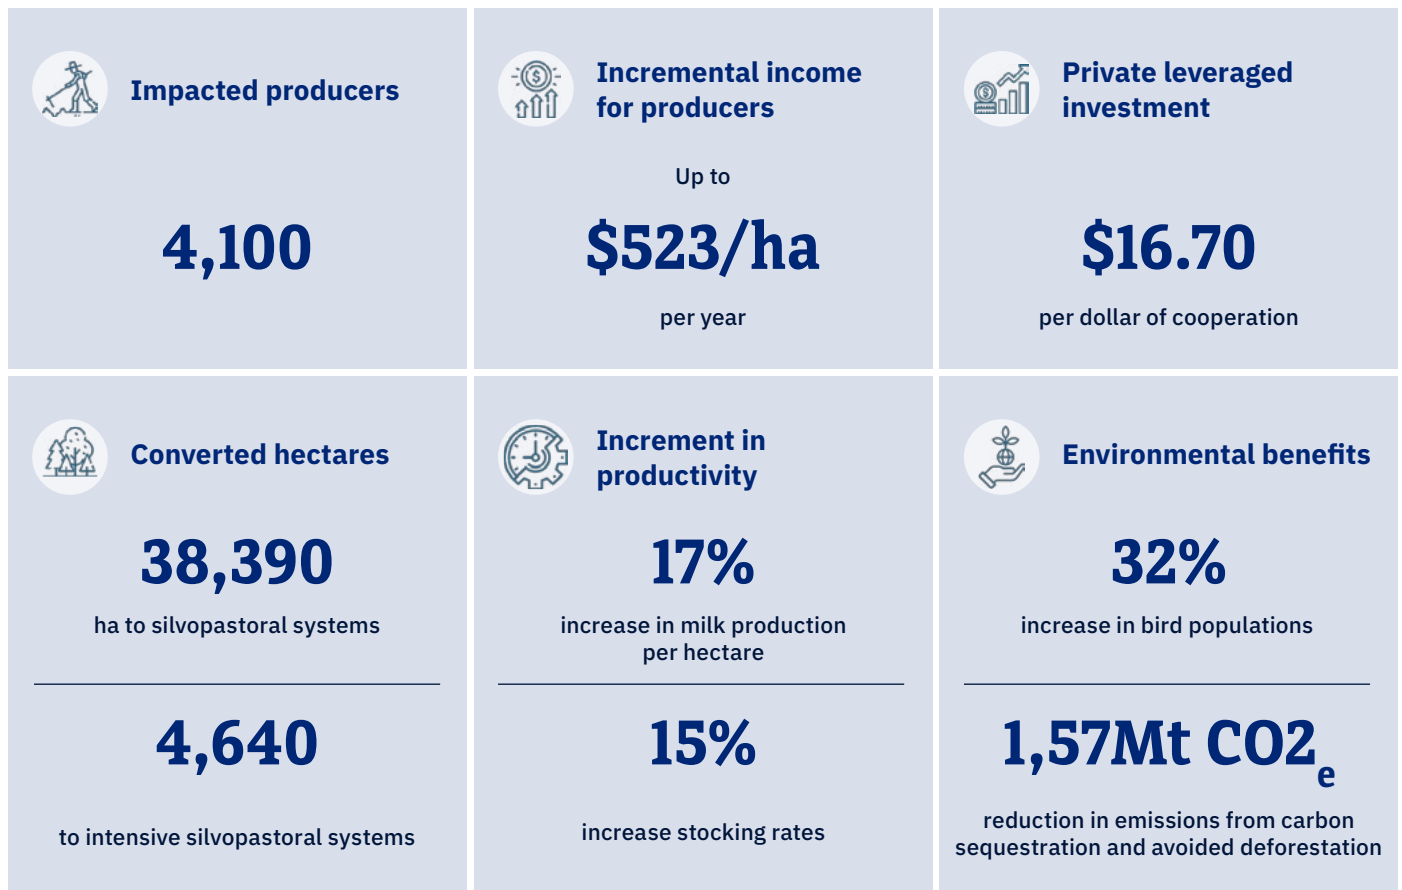 Impacted producers
4,100
Incremental income
for producers
Up to
$523/ha
per year
Private leveraged
investment
$16.70
per dollar of cooperation
Converted hectares
38,390
ha to silvopastoral systems
4,640
to intensive silvopastoral systems
Increment in
productivity
17%
increase in milk production
per hectare
15%
increase stocking rates
Environmental benefits
32%
increase in bird populations
1,57Mt CO2e
reduction in emissions from carbon
sequestration and avoided deforestation